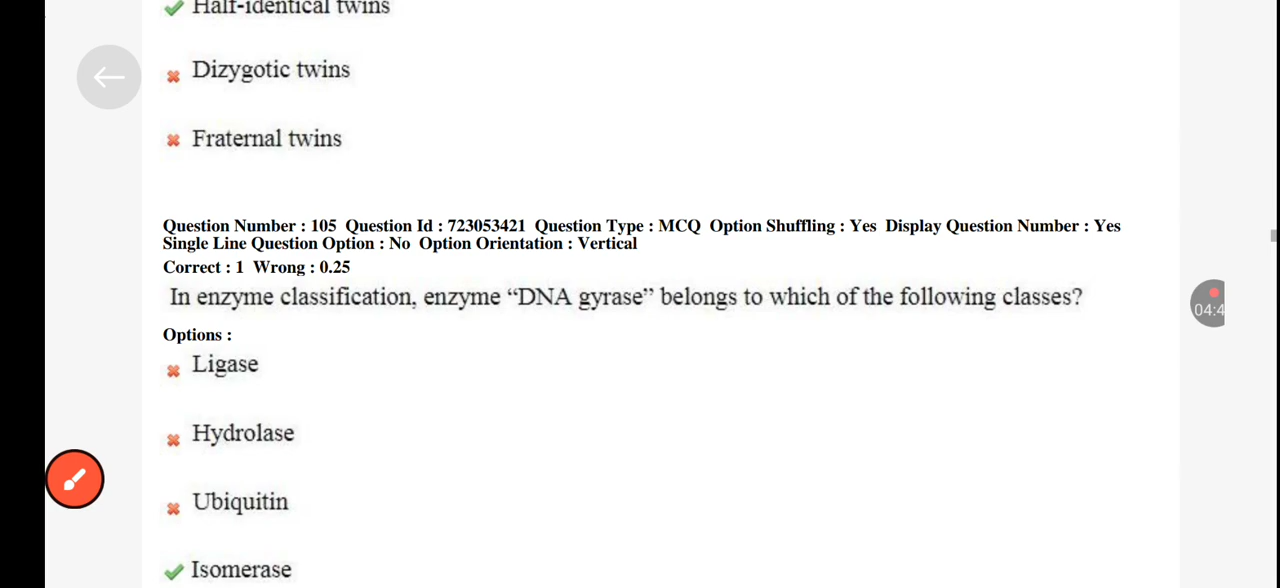 Half-identical twins
Dizygotic twins
Fraternal twins
Question Number : 105 Question Id : 723053421 Question Type : MCQ Option Shuffling : Yes Display Question Number : Yes
Single Line Question Option : No Option Orientation : Vertical
Correct : 1 Wrong : 0.25
In enzyme classification, enzyme “DNA gyrase” belongs to which of the following classes?
Options :
04:4
Ligase
Hydrolase
Ubiquitin
Isomerase